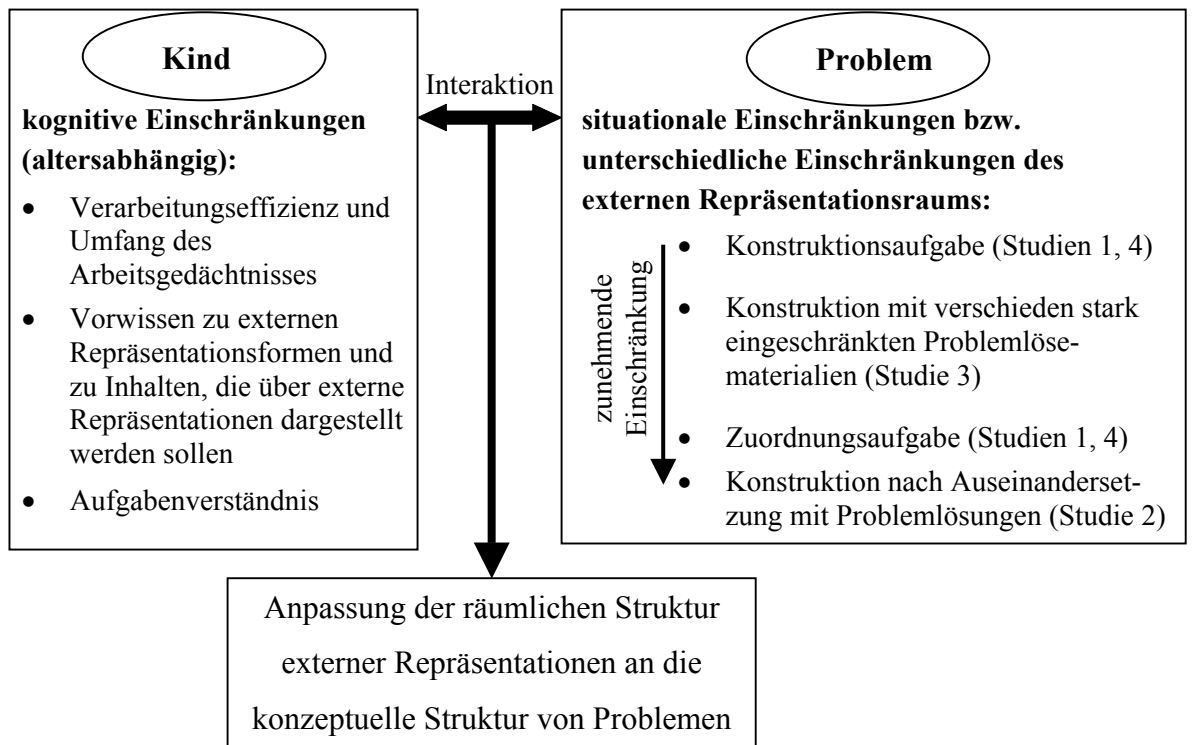 Kind
kognitive Einschränkungen
(altersabhängig):
• Verarbeitungseffizienz und
Umfang des
Arbeitsgedächtnisses
• Vorwissen zu externen
Repräsentationsformen und
zu Inhalten, die über externe
Repräsentationen dargestellt
werden sollen
• Aufgabenverständnis
Interaktion
Problem
situationale Einschränkungen bzw.
unterschiedliche Einschränkungen des
externen Repräsentationsraums:
zunehmende
Einschränkung
• Konstruktionsaufgabe (Studien 1, 4)
• Konstruktion mit verschieden stark
eingeschränkten Problemlöse-
materialien (Studie 3)
• Zuordnungsaufgabe (Studien 1, 4)
• Konstruktion nach Auseinanderset-
zung mit Problemlösungen (Studie 2)
Anpassung der räumlichen Struktur
externer Repräsentationen an die
konzeptuelle Struktur von Problemen